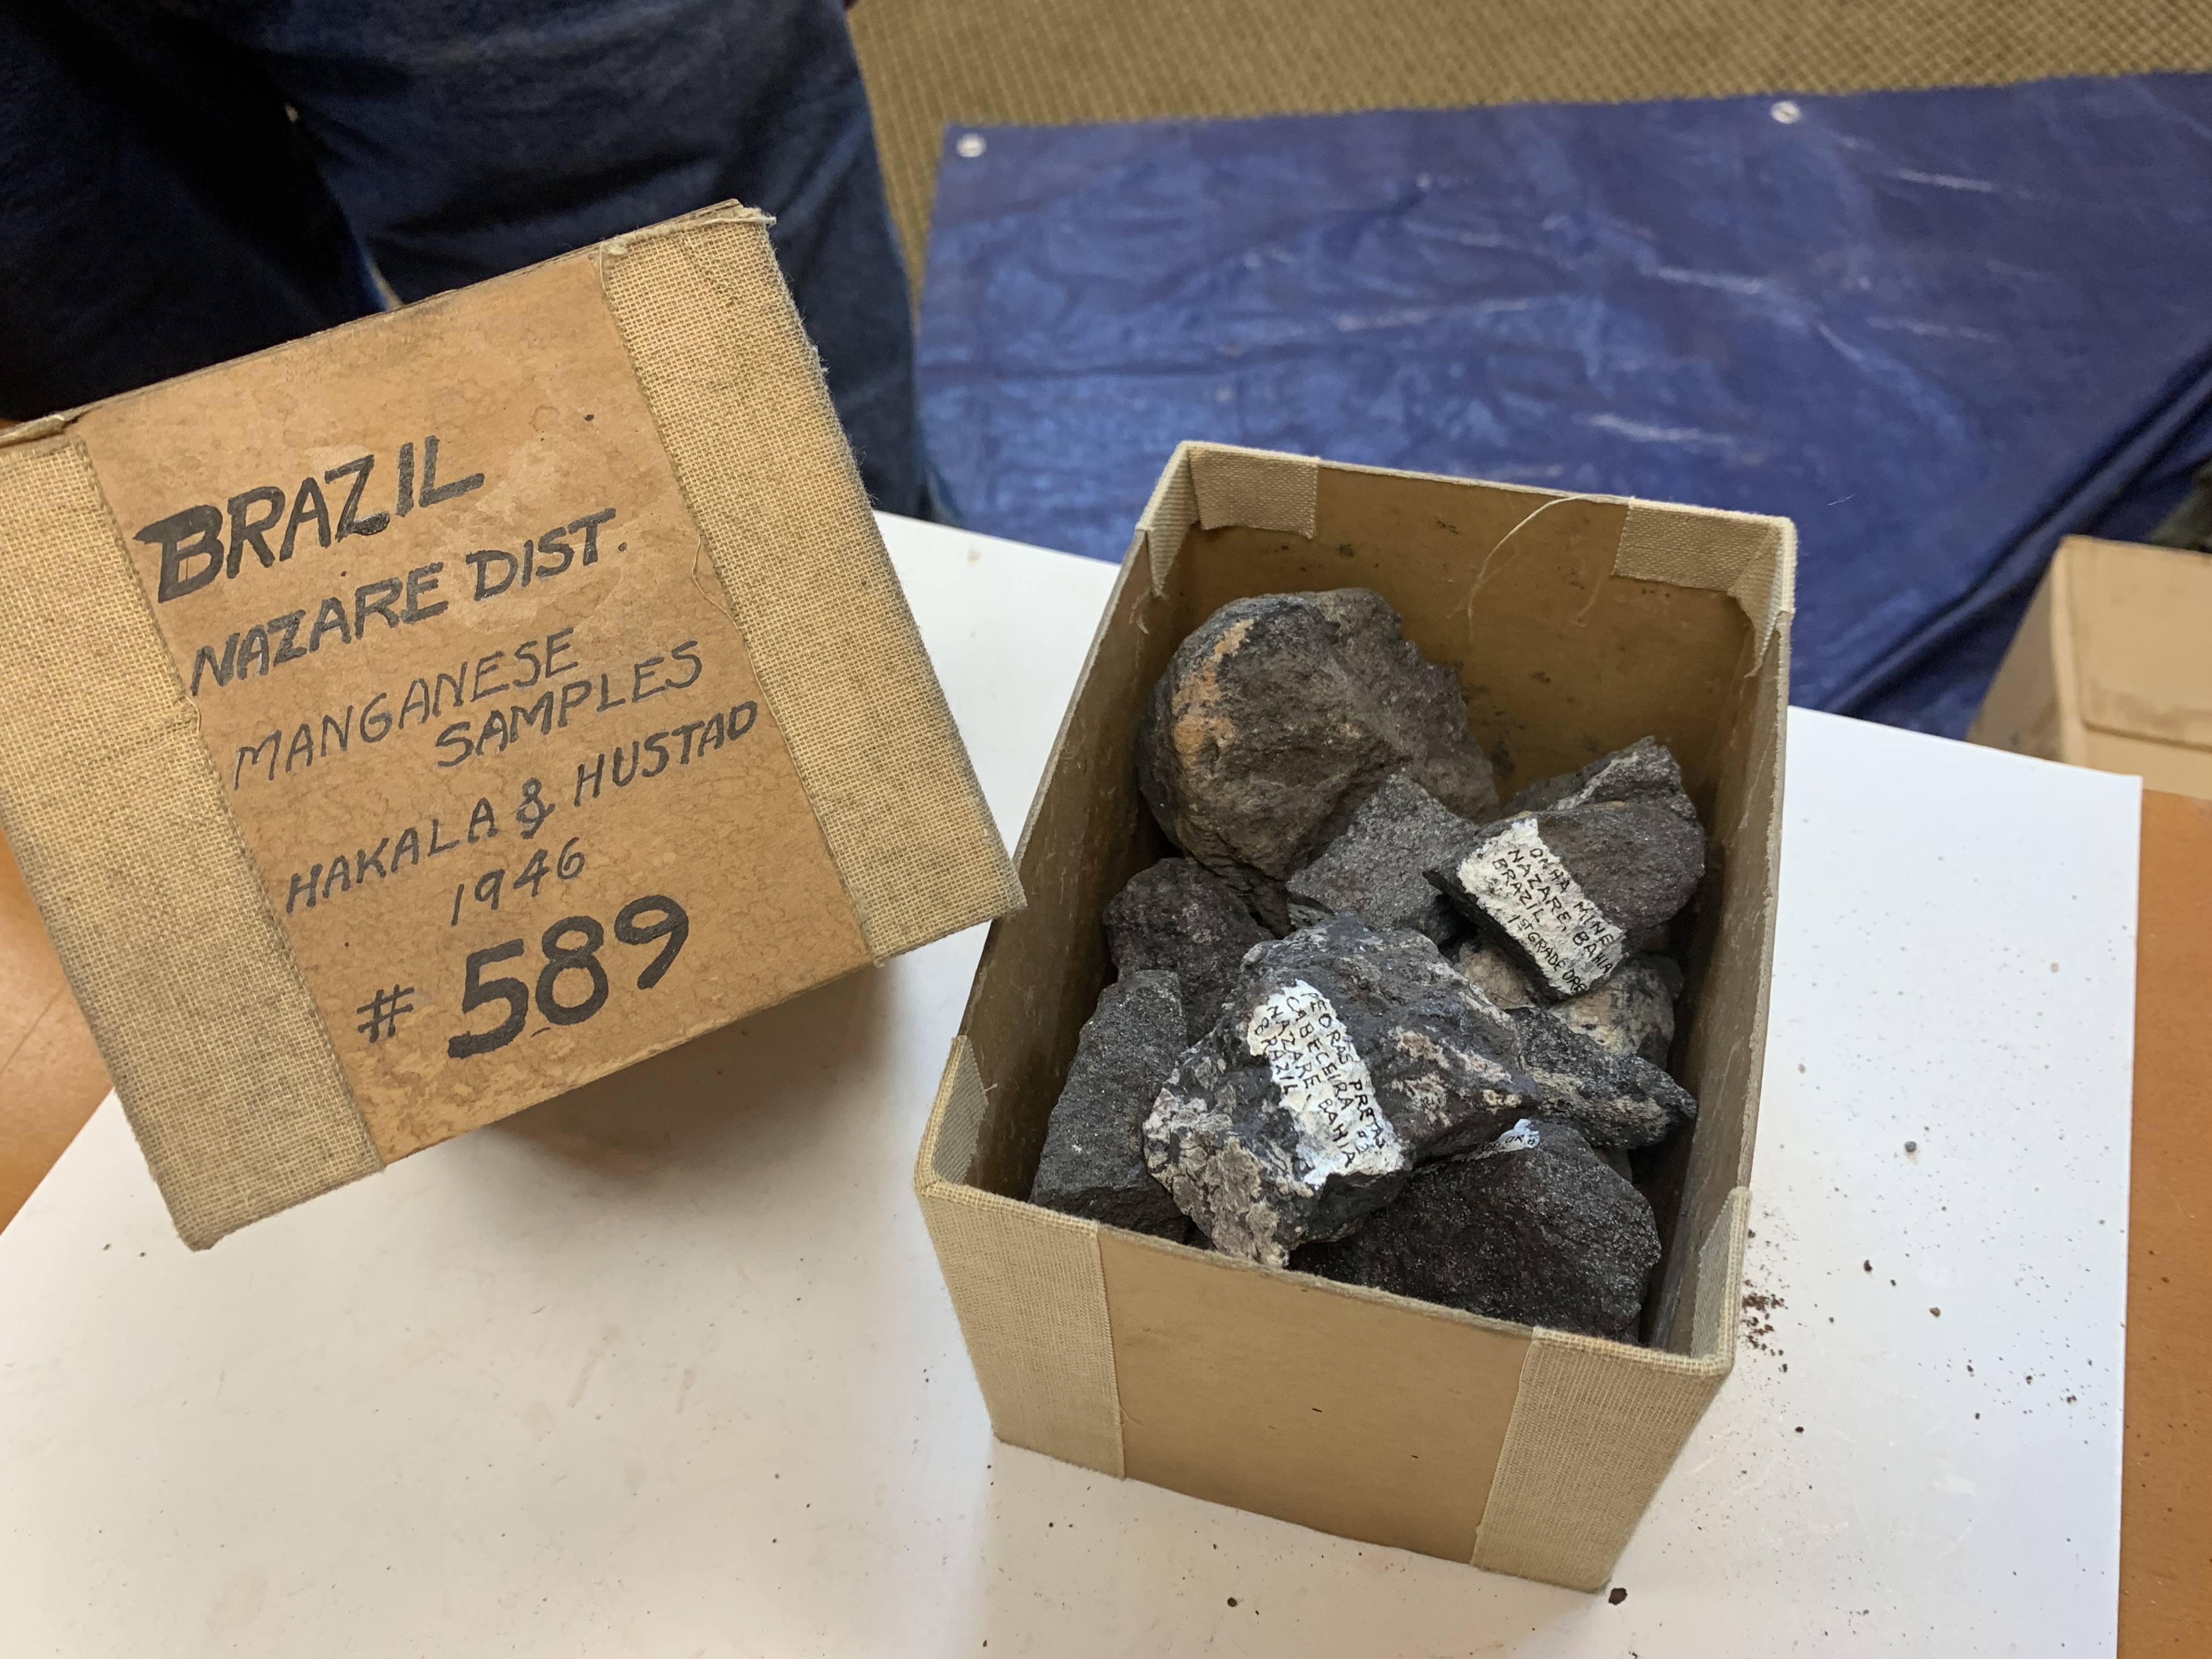 BRAZIL
NAZARE DIST.
MANGANESE
SAMPLES
HAKALA & HUSTAD
1946
# 589
ONHA MINE
NAZARE, BAHIA
BRAZIL
1ST GRADE ORE
PEDRAS PRETAS
CABECEIRA
NAZARE, BAHIA
BRAZIL